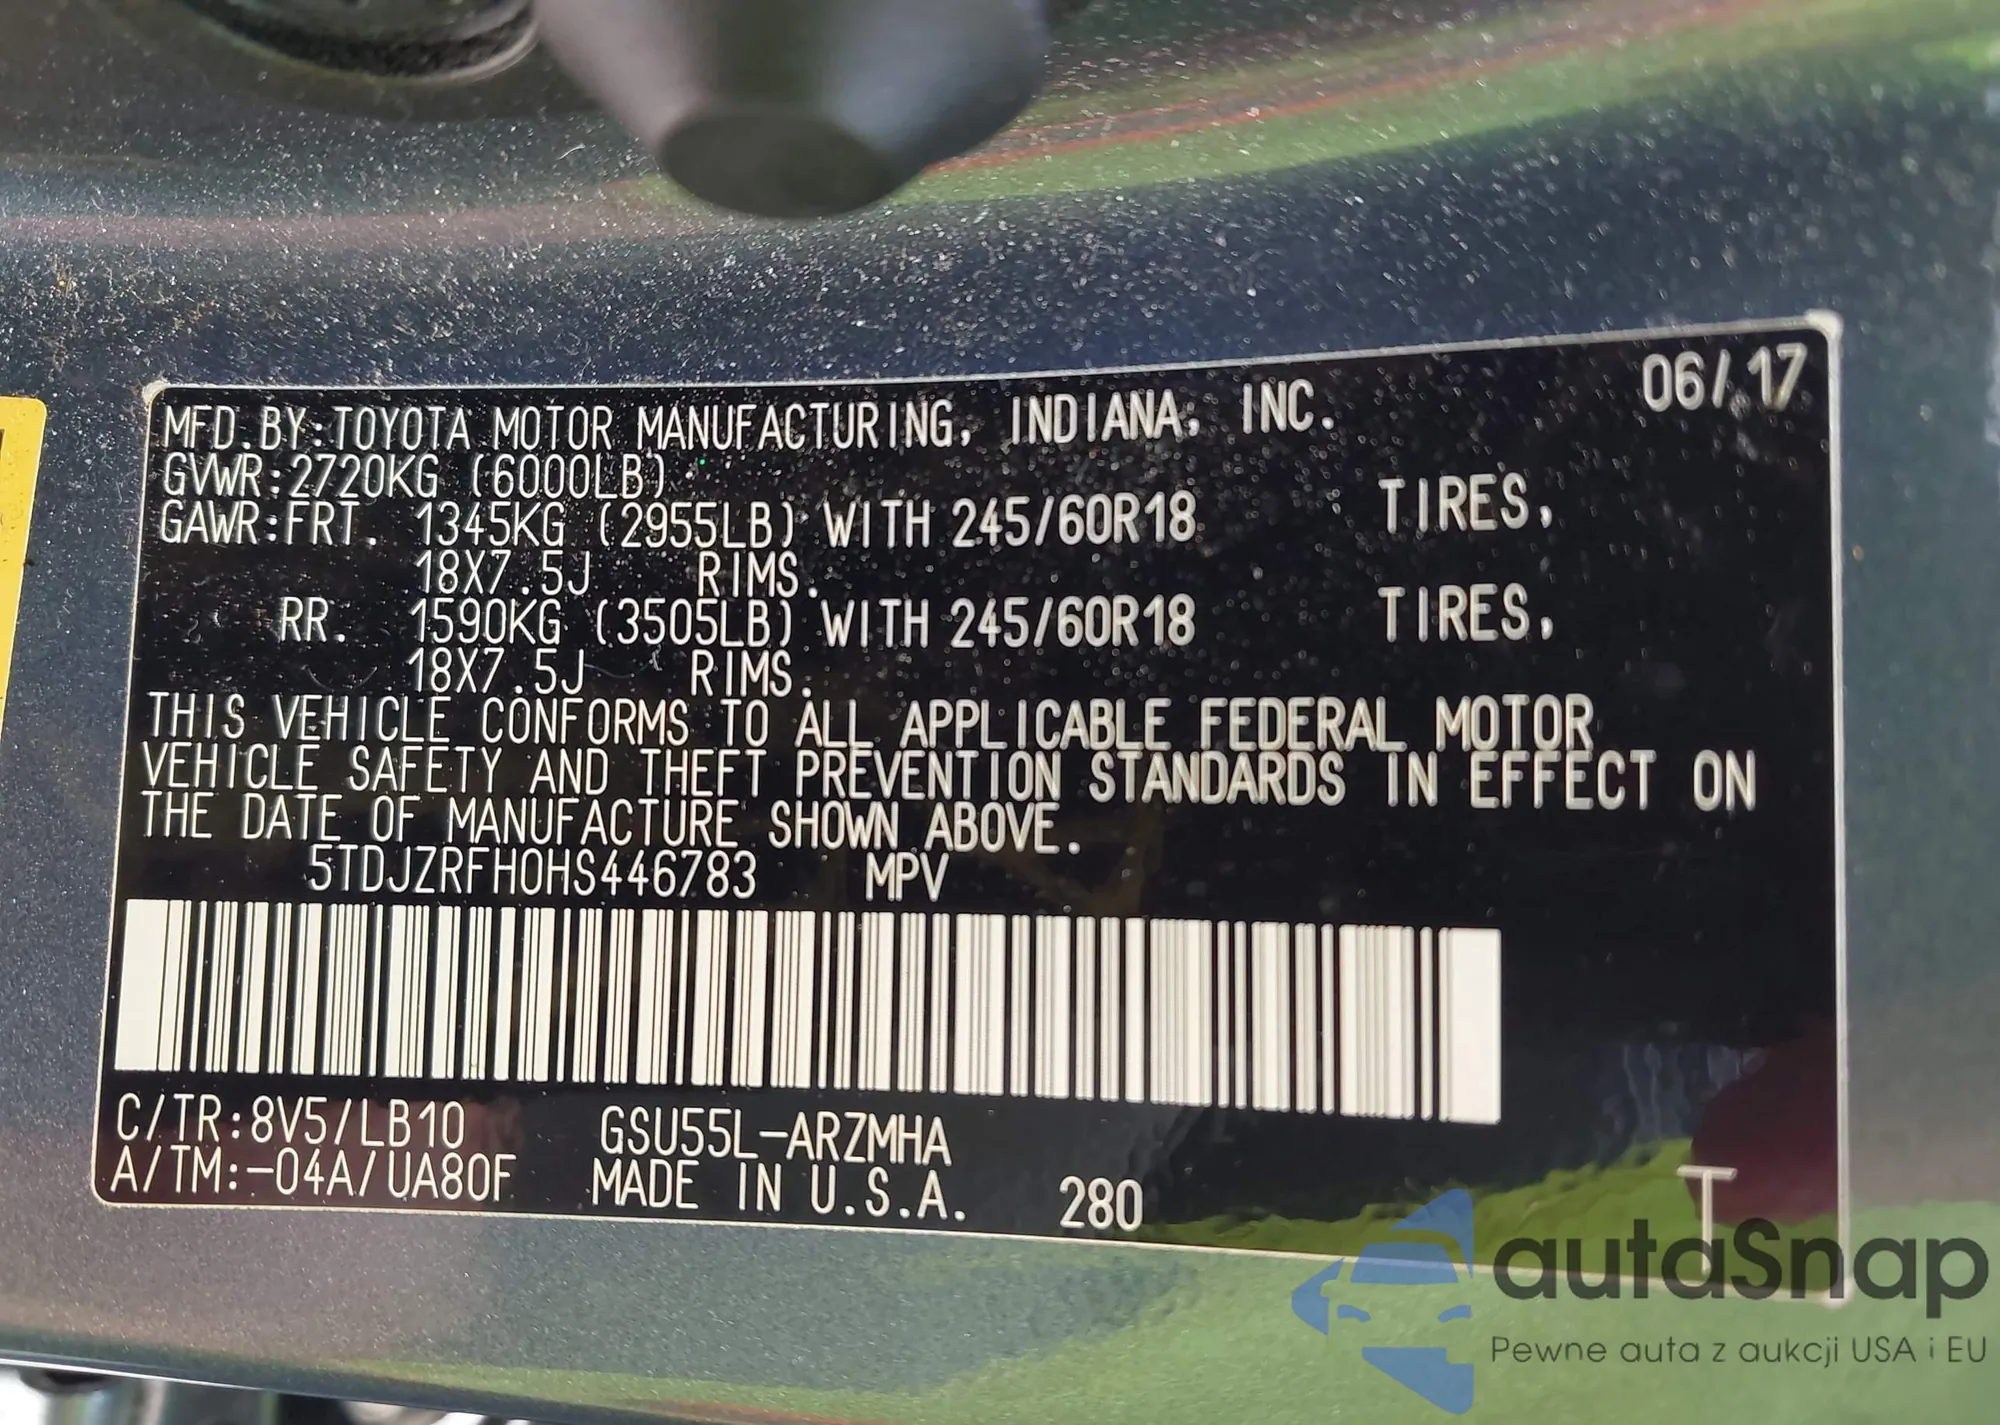 06/17
MFD.BY:TOYOTA MOTOR MANUFACTURING, INDIANA, INC.
GVWR:2720KG (6000LB)
GAWR:FRT. 1345KG (2955LB) WITH 245/60R18 TIRES,
18X7.5J RIMS.
RR. 1590KG (3505LB) WITH 245/60R18 TIRES,
18X7.5J RIMS.
THIS VEHICLE CONFORMS TO ALL APPLICABLE FEDERAL MOTOR
VEHICLE SAFETY AND THEFT PREVENTION STANDARDS IN EFFECT ON
THE DATE OF MANUFACTURE SHOWN ABOVE.
5TDJZRFH0HS446783 MPV
C/TR:8V5/LB10 GSU55L-ARZMHA
A/TM:-04A/UA80F MADE IN U.S.A. 280
T
autaSnap
Pewne auta z aukcji USA i EU